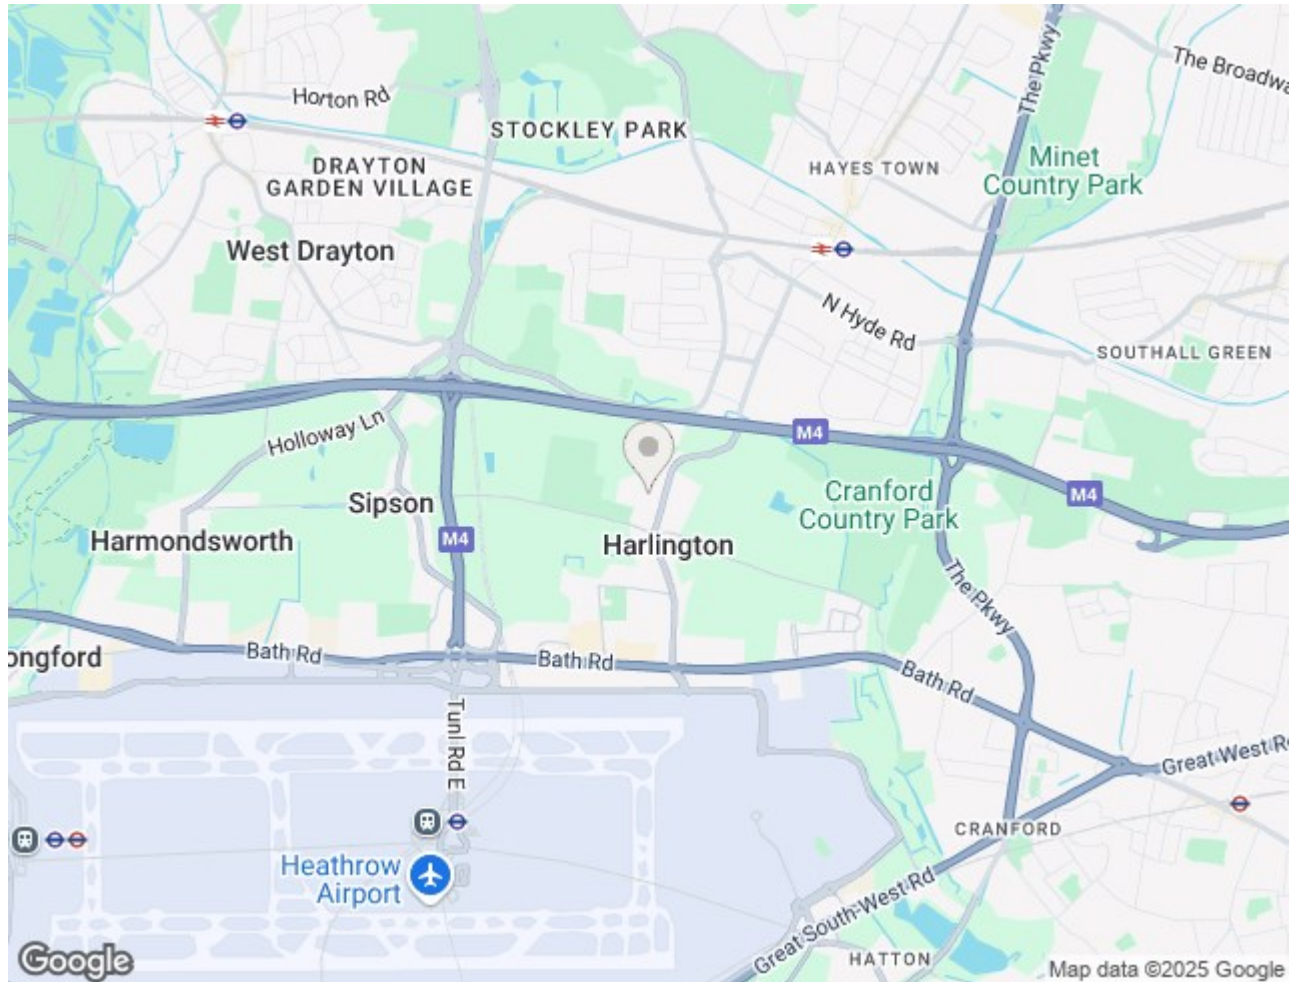 The Pkwy
The Broadwa
Horton Rd
STOCKLEY PARK
DRAYTON
GARDEN VILLAGE
HAYES TOWN
Minet
Country Park
West Drayton
N Hyde Rd
SOUTHALL GREEN
Holloway Ln
M4
Sipson
Cranford
Country Park
M4
Harmondsworth
M4
Harlington
The Pkwy
ongford
Bath Rd
Bath Rd
Bath Rd
Tunl Rd E
Great West Ro
CRANFORD
Heathrow
Airport
Great South-West Rd
HATTON
Google
Map data ©2025 Google